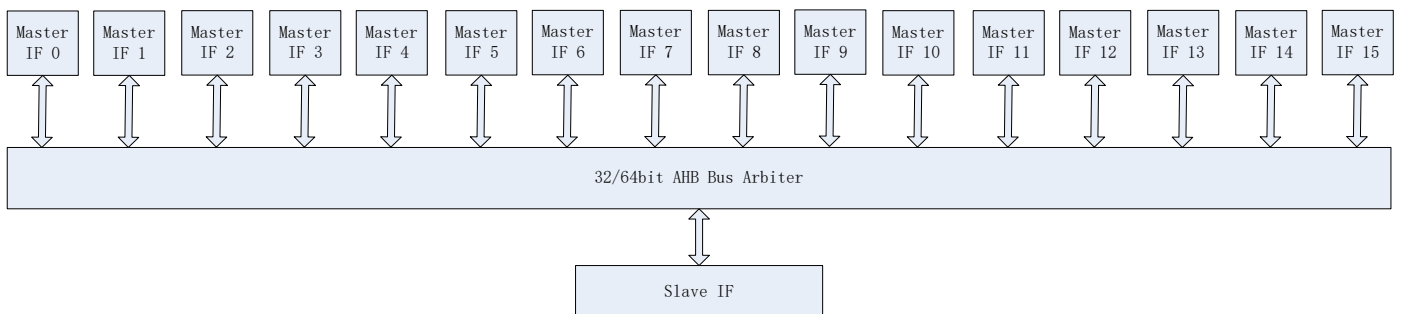 Master
IF 0
Master
IF 1
Master
IF 2
Master
IF 3
Master
IF 4
Master
IF 5
Master
IF 6
Master
IF 7
Master
IF 8
Master
IF 9
Master
IF 10
Master
IF 11
Master
IF 12
Master
IF 13
Master
IF 14
Master
IF 15
32/64bit AHB Bus Arbiter
Slave IF